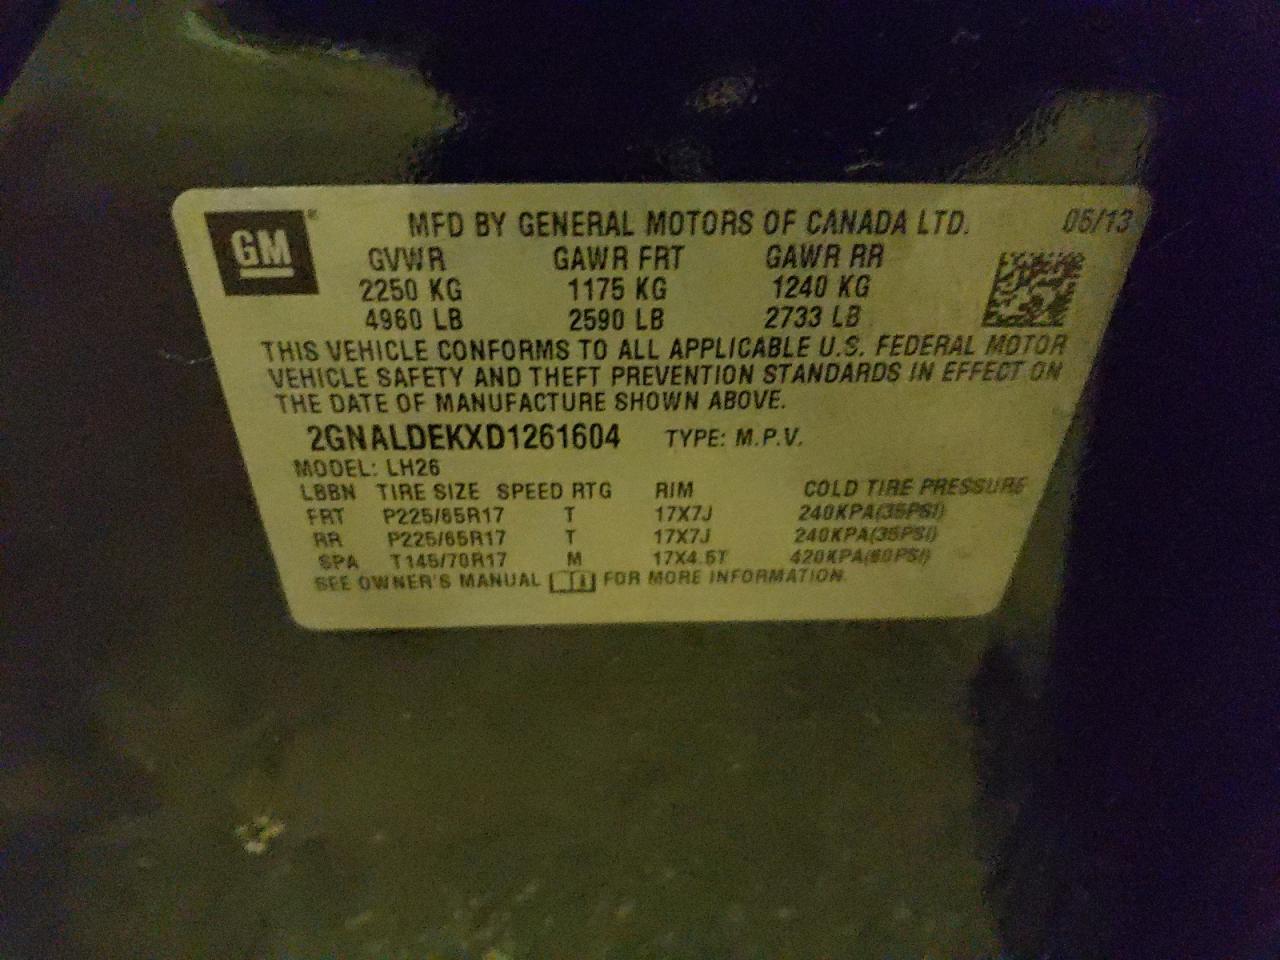 GM®
MFD BY GENERAL MOTORS OF CANADA LTD. 05/13
GVWR GAWR FRT GAWR RR
2250 KG 1175 KG 1240 KG
4960 LB 2590 LB 2733 LB
THIS VEHICLE CONFORMS TO ALL APPLICABLE U.S. FEDERAL MOTOR
VEHICLE SAFETY AND THEFT PREVENTION STANDARDS IN EFFECT ON
THE DATE OF MANUFACTURE SHOWN ABOVE.
2GNALDEKXD1261604 TYPE: M.P.V.
MODEL: LH26
LBBN TIRE SIZE SPEED RTG RIM COLD TIRE PRESSURE
FRT P225/65R17 T 17X7J 240KPA(35PSI)
RR P225/65R17 T 17X7J 240KPA(35PSI)
SPA T145/70R17 M 17X4.5T 420KPA(60PSI)
SEE OWNER'S MANUAL FOR MORE INFORMATION.